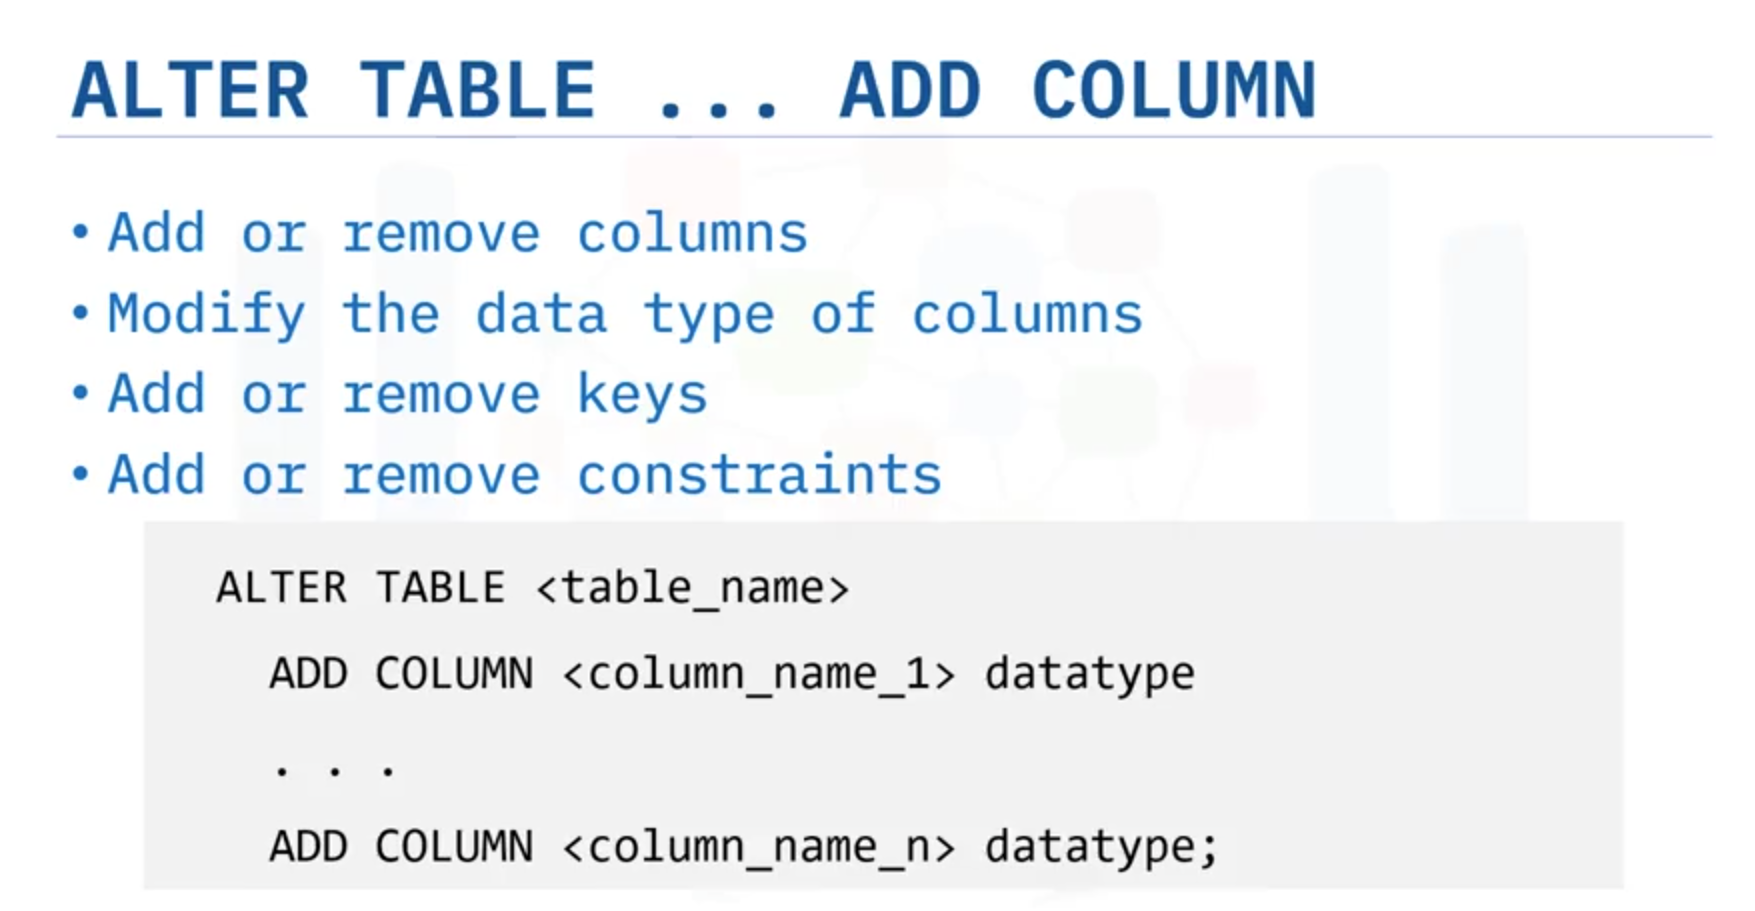 ALTER TABLE ... ADD COLUMN
• Add or remove columns
• Modify the data type of columns
• Add or remove keys
• Add or remove constraints
ALTER TABLE <table_name>
ADD COLUMN <column_name_1> datatype
. . .
ADD COLUMN <column_name_n> datatype;